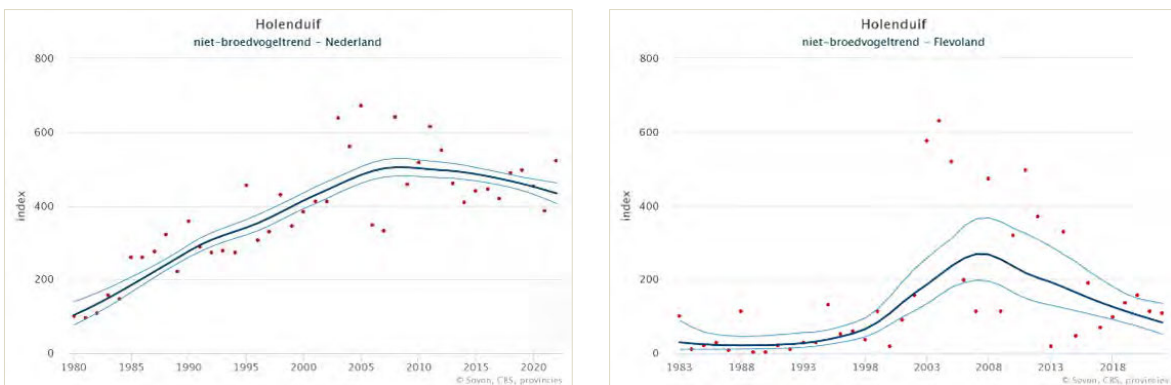 Holenduif
niet-broedvogeltrend - Nederland
800
600
400
200
0
index
1980 1985 1990 1995 2000 2005 2010 2015 2020
© Sovon, CBS, provincies
Holenduif
niet-broedvogeltrend - Flevoland
800
600
400
200
0
index
1983 1988 1993 1998 2003 2008 2013 2018
© Sovon, CBS, provincies